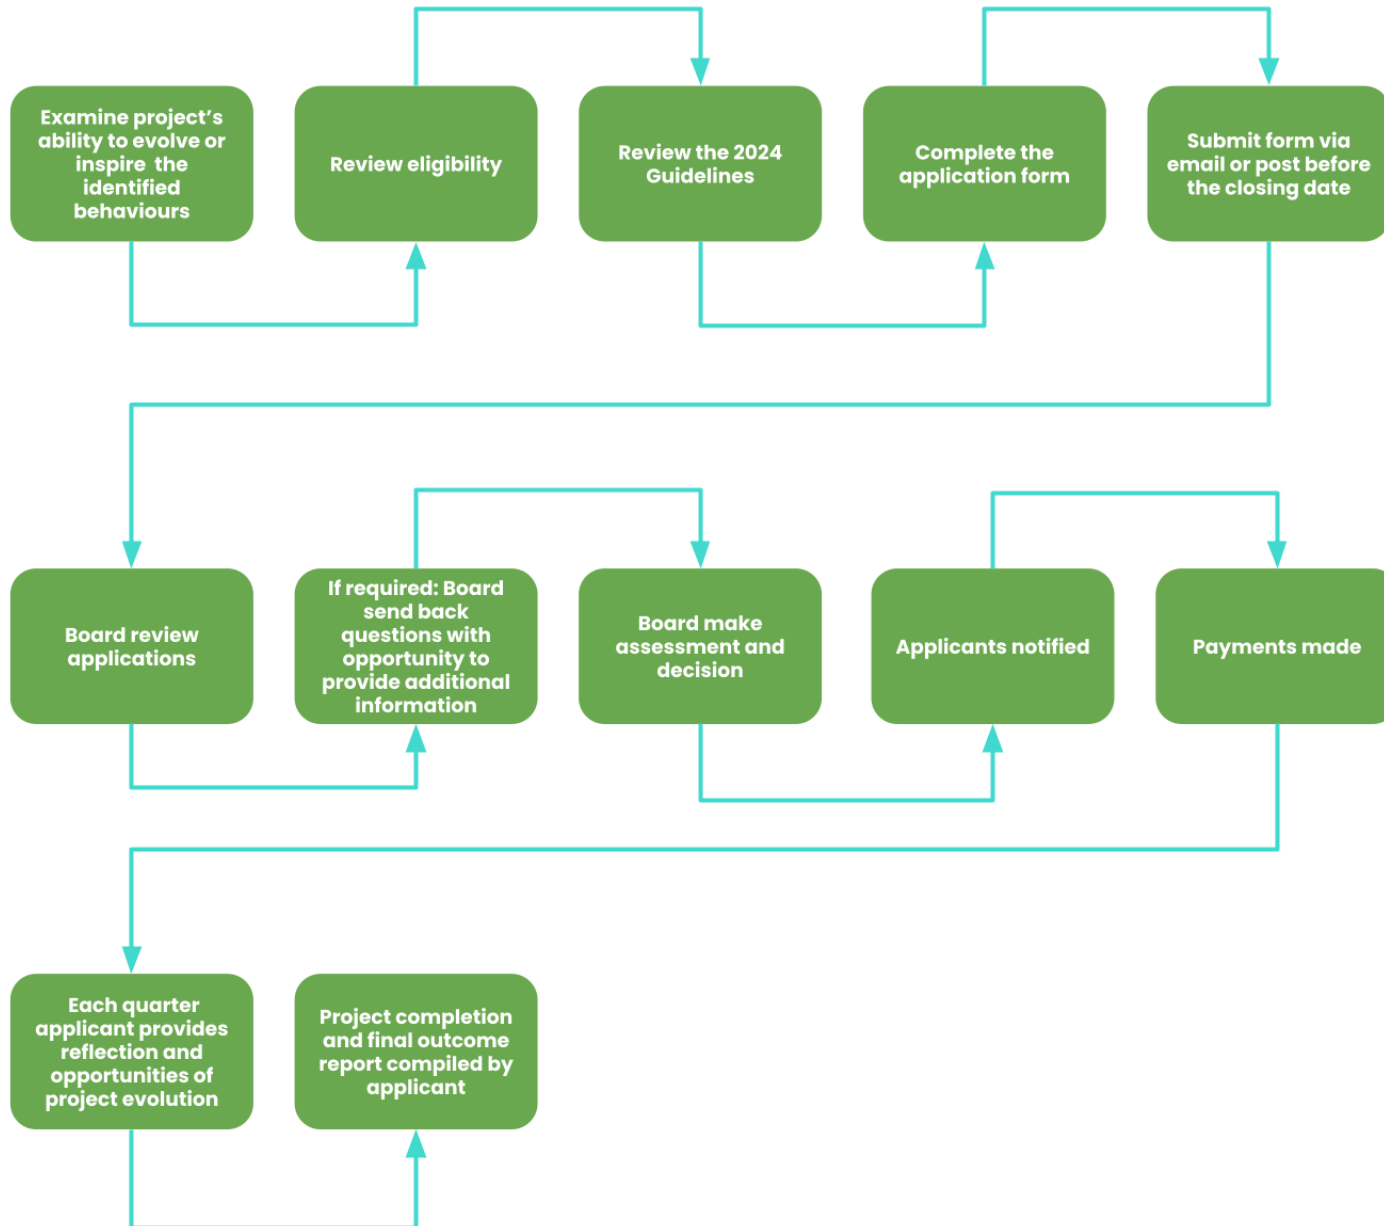 Examine project’s
ability to evolve or
inspire the
identified
behaviours
Review eligibility
Review the 2024
Guidelines
Complete the
application form
Submit form via
email or post before
the closing date
Board review
applications
If required: Board
send back
questions with
opportunity to
provide additional
information
Board make
assessment and
decision
Applicants notified
Payments made
Each quarter
applicant provides
reflection and
opportunities of
project evolution
Project completion
and final outcome
report compiled by
applicant